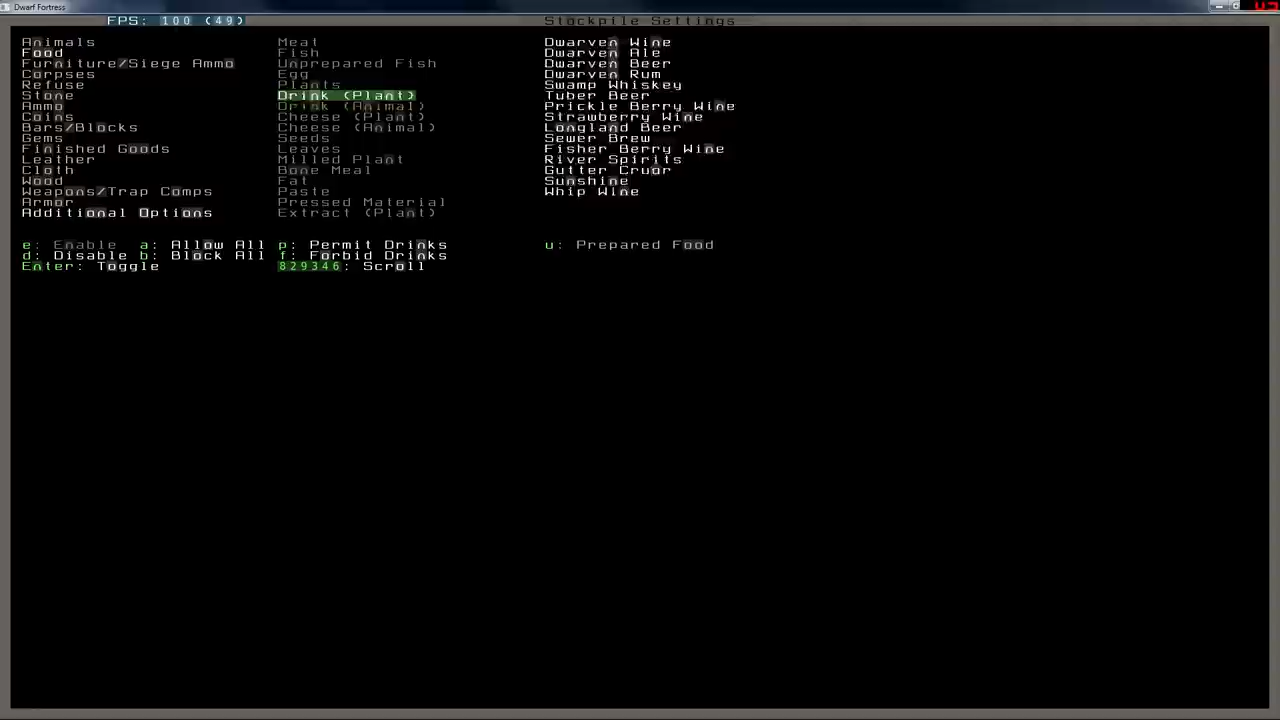 Dwarf Fortress
FPS: 100 (49)
Stockpile Settings
Animals
Food
Furniture/Siege Ammo
Corpses
Refuse
Stone
Ammo
Coins
Bars/Blocks
Gems
Finished Goods
Leather
Cloth
Wood
Weapons/Trap Comps
Armor
Additional Options
Meat
Fish
Unprepared Fish
Egg
Plants
Drink (Plant)
Drink (Animal)
Cheese (Plant)
Cheese (Animal)
Seeds
Leaves
Milled Plant
Bone Meal
Fat
Paste
Pressed Material
Extract (Plant)
Dwarven Wine
Dwarven Ale
Dwarven Beer
Dwarven Rum
Swamp Whiskey
Tuber Beer
Prickle Berry Wine
Strawberry Wine
Longland Beer
Sewer Brew
Fisher Berry Wine
River Spirits
Gutter Cruor
Sunshine
Whip Wine
e: Enable a: Allow All p: Permit Drinks u: Prepared Food
d: Disable b: Block All f: Forbid Drinks
Enter: Toggle 829346: Scroll